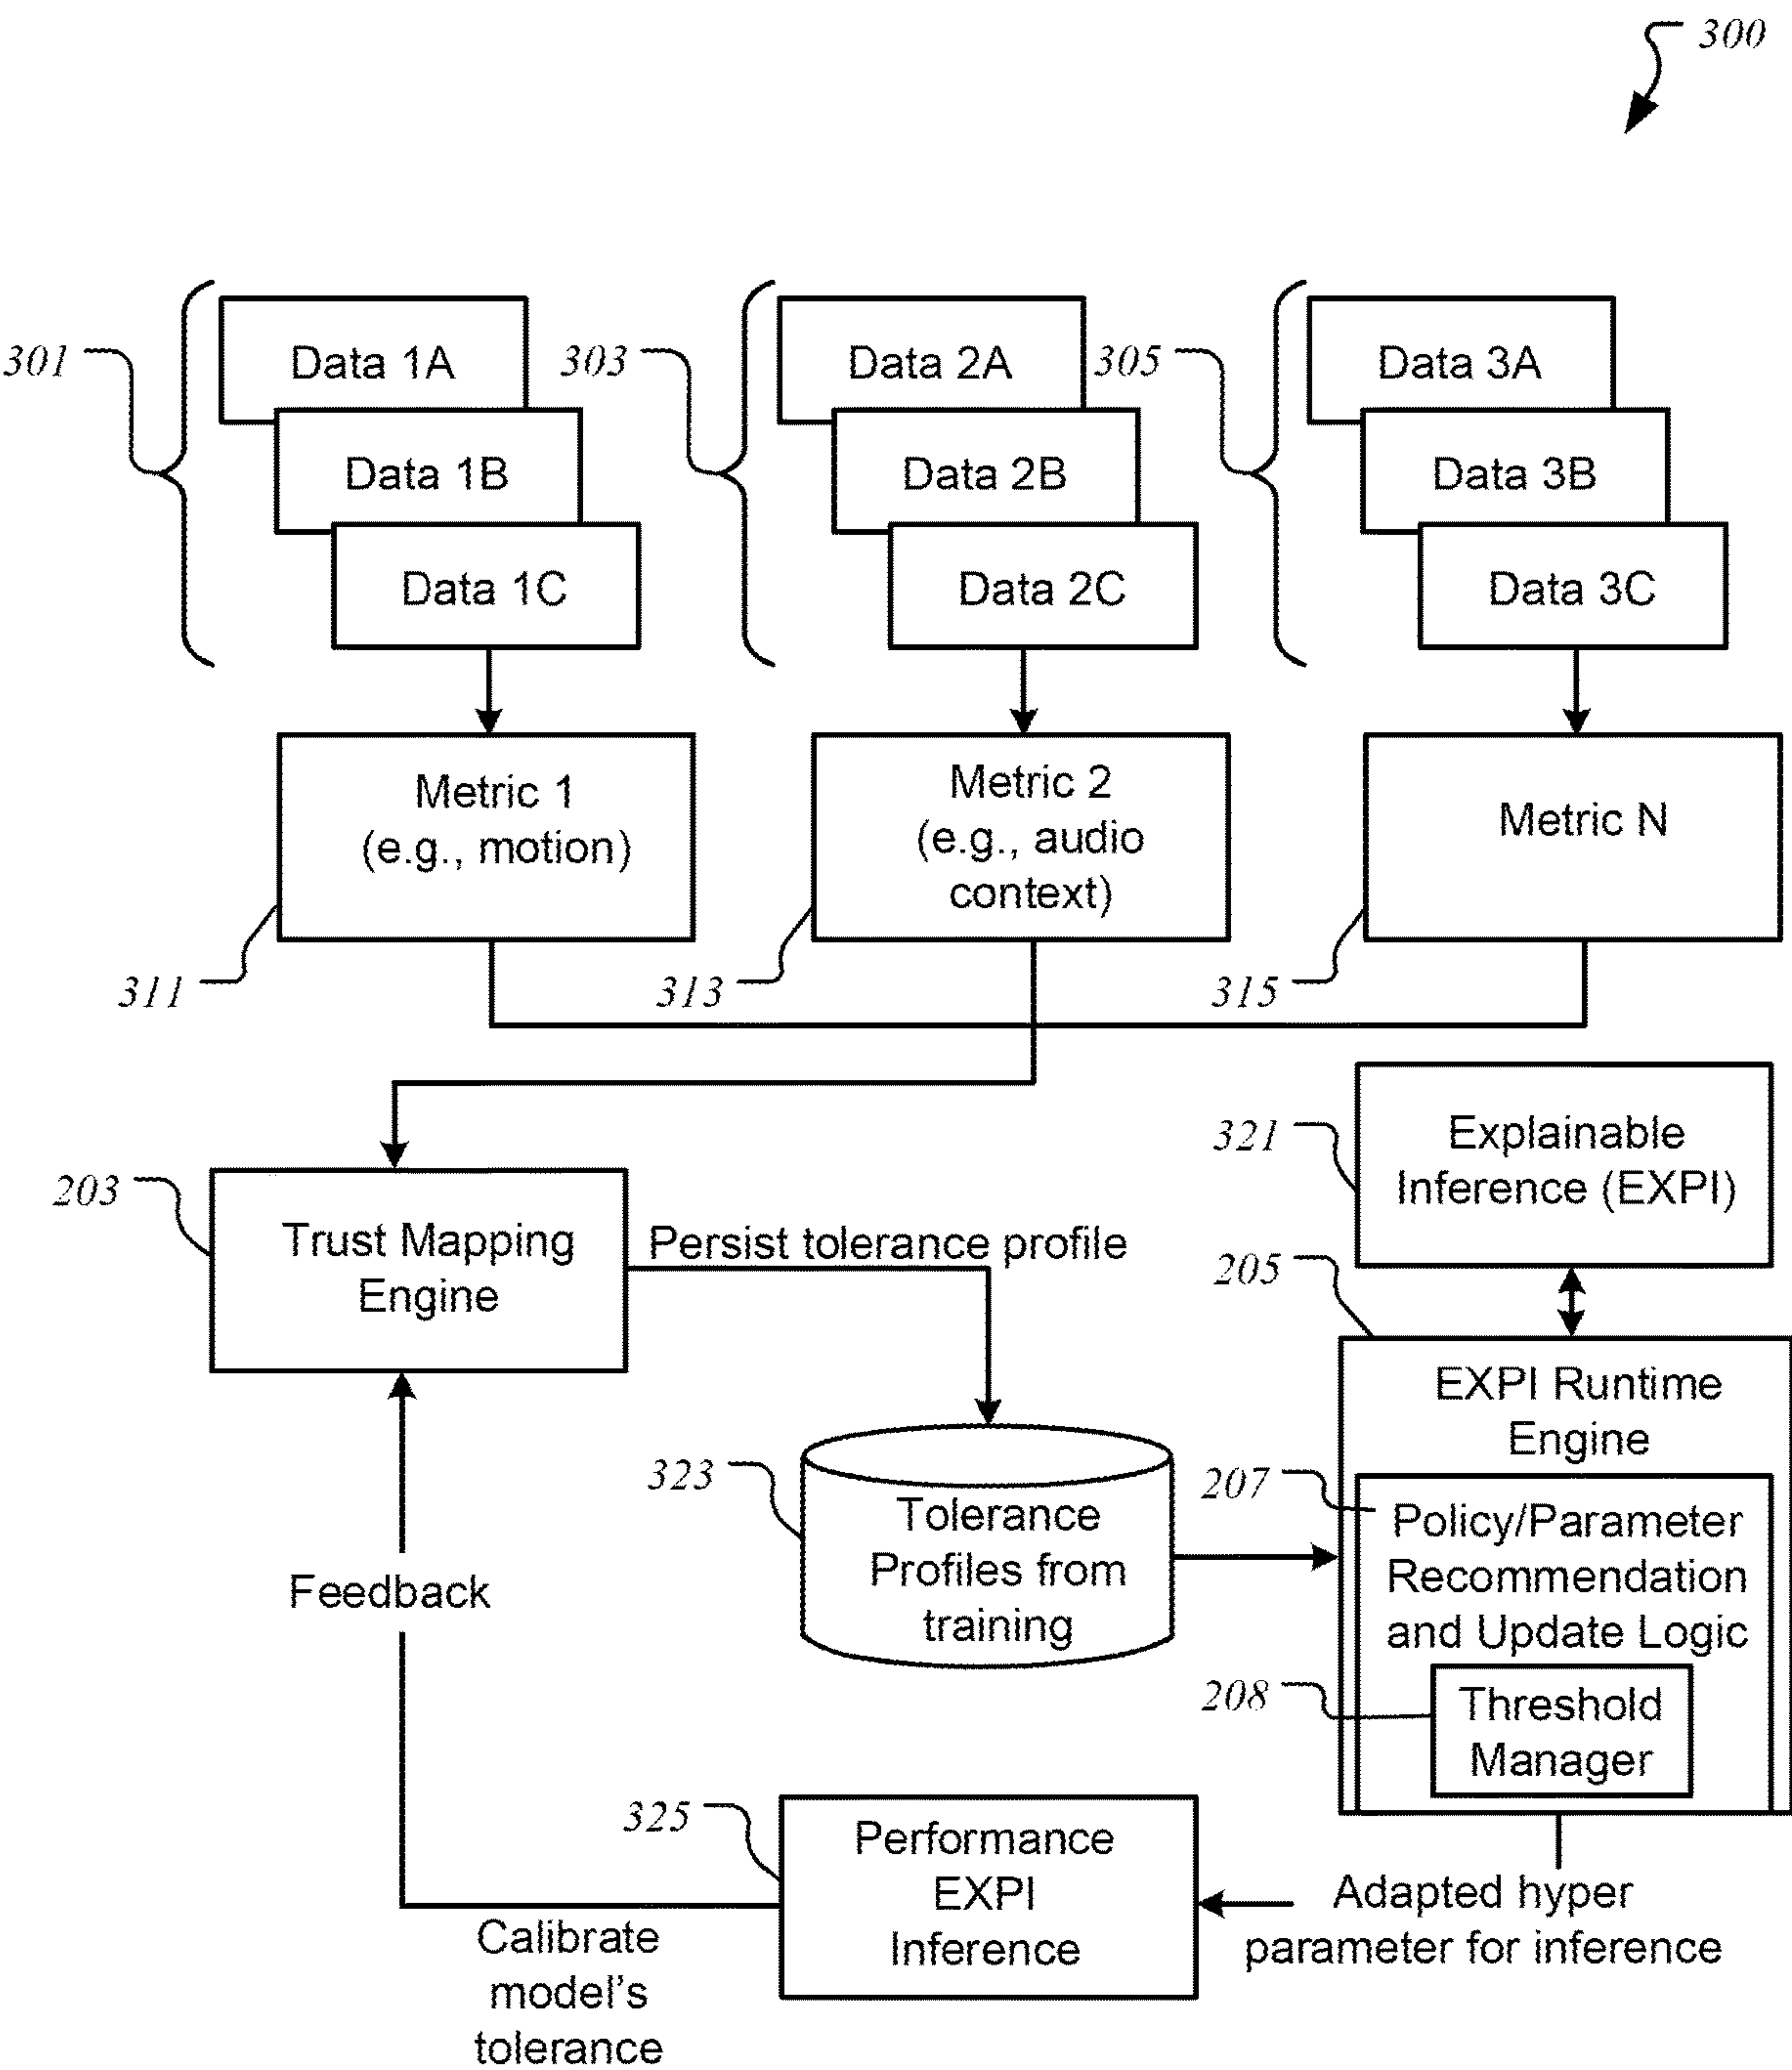 300
301
Data 1A
Data 1B
Data 1C
303
Data 2A
Data 2B
Data 2C
305
Data 3A
Data 3B
Data 3C
Metric 1
(e.g., motion)
311
Metric 2
(e.g., audio
context)
313
Metric N
315
203
Trust Mapping
Engine
Persist tolerance profile
321
Explainable
Inference (EXPI)
205
EXPI Runtime
Engine
207
Policy/Parameter
Recommendation
and Update Logic
208
Threshold
Manager
323
Tolerance
Profiles from
training
Feedback
325
Performance
EXPI
Inference
Adapted hyper
parameter for inference
Calibrate
model's
tolerance